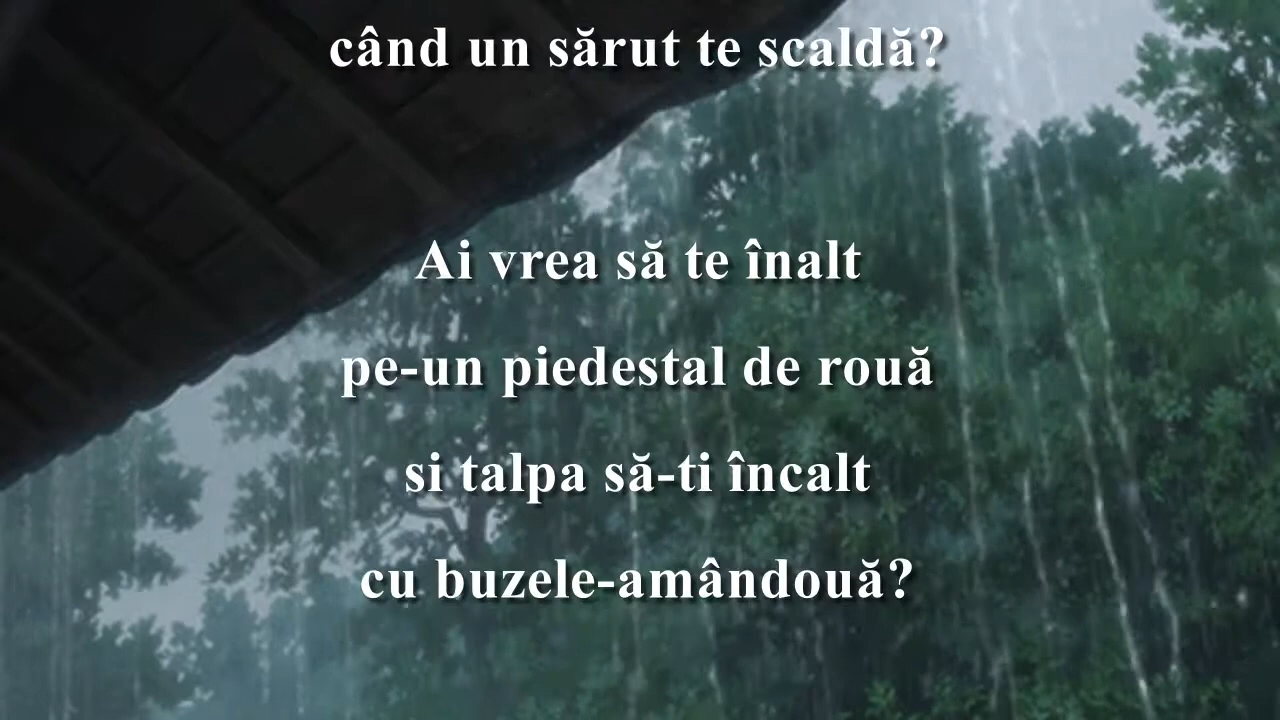 când un sărut te scaldă?
Ai vrea să te înalt
pe-un piedestal de rouă
si talpa să-ti încalt
cu buzele-amândouă?